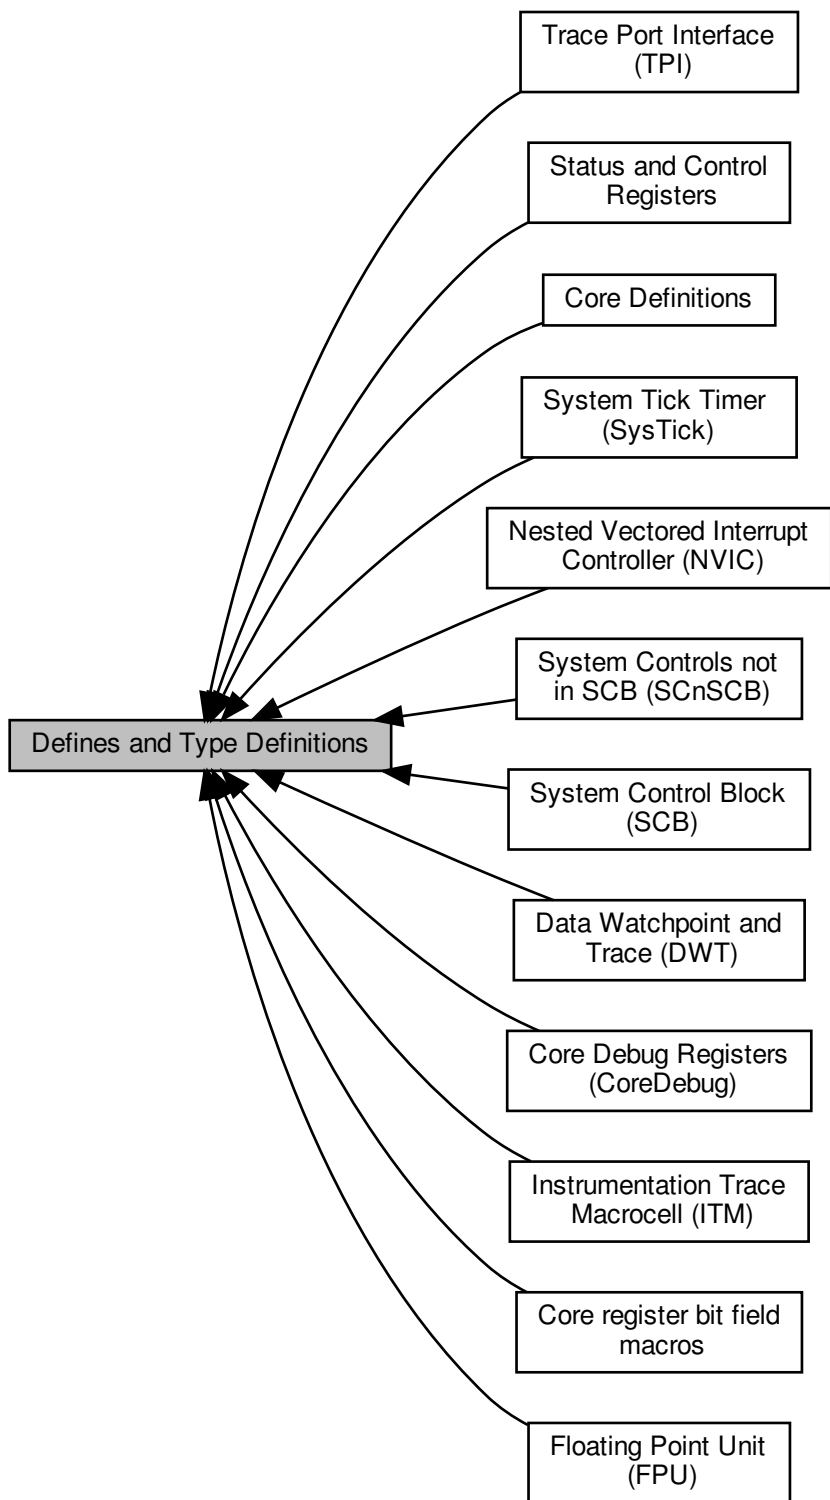 Trace Port Interface
(TPI)
Status and Control
Registers
Core Definitions
System Tick Timer
(SysTick)
Nested Vectored Interrupt
Controller (NVIC)
System Controls not
in SCB (SCnSCB)
Defines and Type Definitions
System Control Block
(SCB)
Data Watchpoint and
Trace (DWT)
Core Debug Registers
(CoreDebug)
Instrumentation Trace
Macrocell (ITM)
Core register bit field
macros
Floating Point Unit
(FPU)